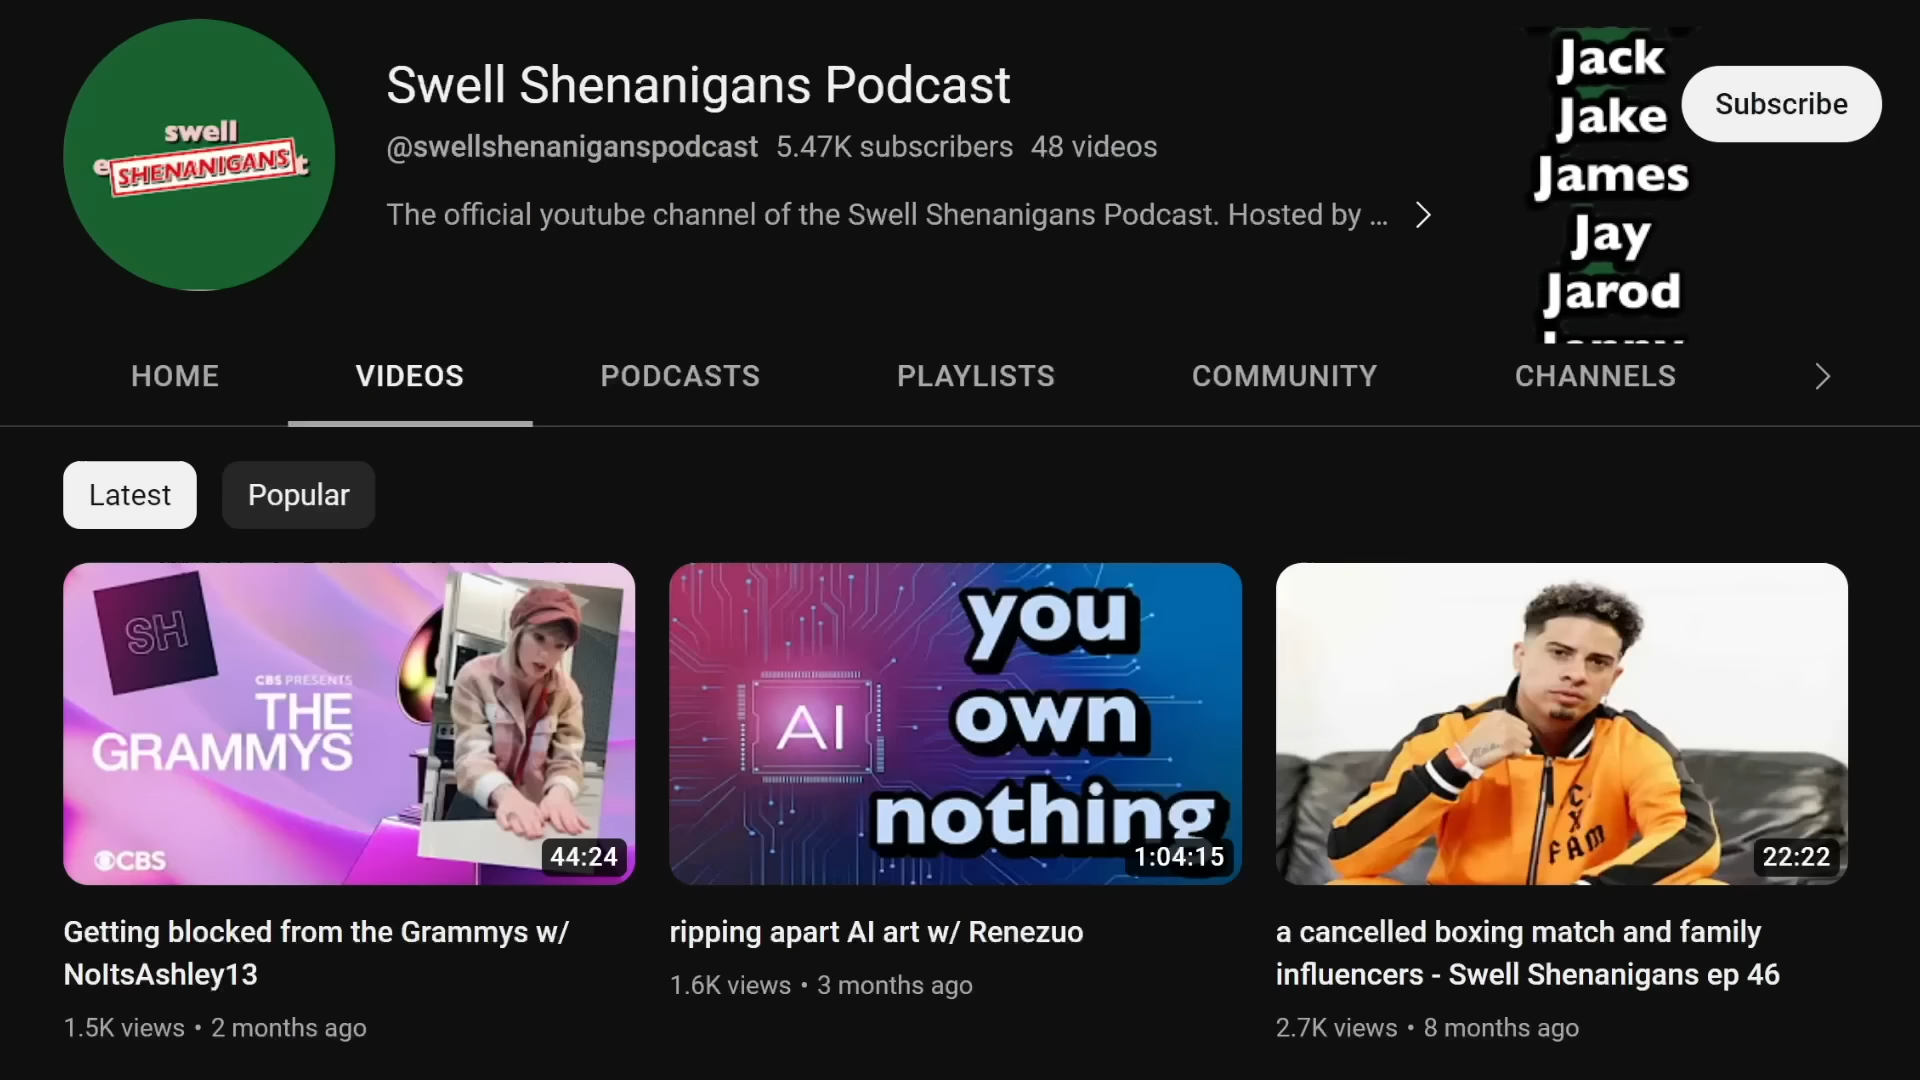 swell
SHENANIGANS
Swell Shenanigans Podcast
@swellshenaniganspodcast 5.47K subscribers 48 videos
The official youtube channel of the Swell Shenanigans Podcast. Hosted by ...
Jack
Jake
James
Jay
Jarod
Subscribe
HOME
VIDEOS
PODCASTS
PLAYLISTS
COMMUNITY
CHANNELS
Latest
Popular
SH
CBS PRESENTS
THE
GRAMMYS
CBS
44:24
AI
you
own
nothing
1:04:15
CX
FAM
22:22
Getting blocked from the Grammys w/
NoItsAshley13
1.5K views • 2 months ago
ripping apart AI art w/ Renezuo
1.6K views • 3 months ago
a cancelled boxing match and family
influencers - Swell Shenanigans ep 46
2.7K views • 8 months ago